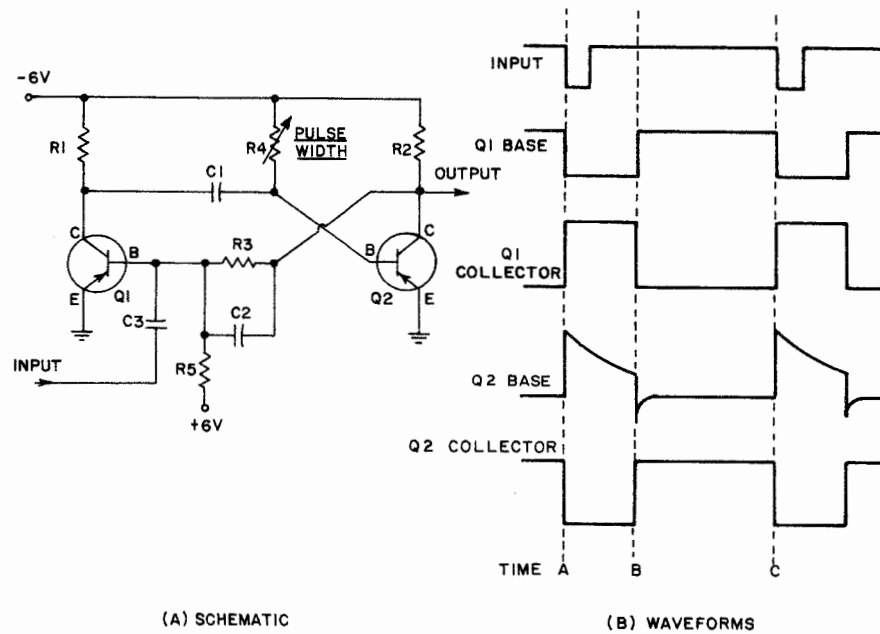 -6V
R1
R4
PULSE
WIDTH
R2
OUTPUT
C1
C
B
E
Q1
R3
C2
C3
R5
+6V
INPUT
B
C
E
Q2
(A) SCHEMATIC
INPUT
Q1 BASE
Q1
COLLECTOR
Q2 BASE
Q2 COLLECTOR
TIME A B C
(B) WAVEFORMS